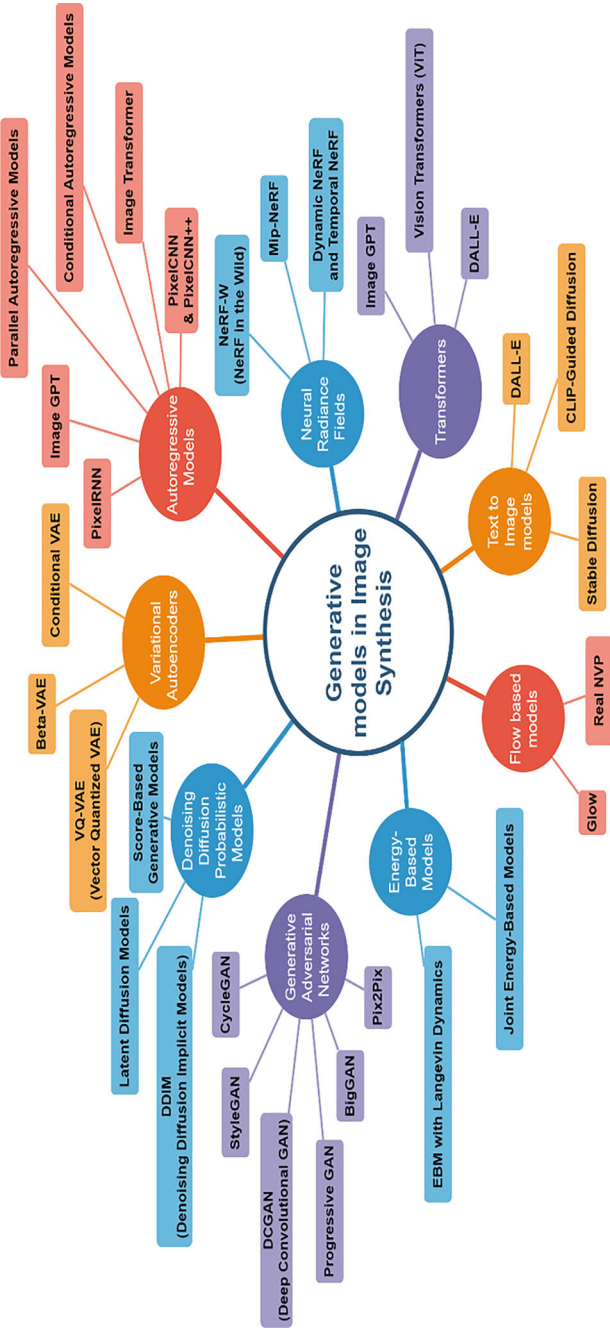 Generative
models in Image
Synthesis
Autoregressive
Models
PixelRNN
Image GPT
Parallel Autoregressive Models
Conditional Autoregressive Models
Image Transformer
PixelCNN
& PixelCNN++
Neural
Radiance
Fields
NeRF-W
(NeRF in the Wild)
Mip-NeRF
Dynamic NeRF
and Temporal NeRF
Transformers
Image GPT
Vision Transformers (ViT)
DALL-E
Text to
Image
models
DALL-E
CLIP-Guided Diffusion
Stable Diffusion
Flow based
models
Real NVP
Glow
Energy-
Based
Models
Joint Energy-Based Models
EBM with Langevin Dynamics
Generative
Adversarial
Networks
Pix2Pix
BigGAN
Progressive GAN
DCGAN
(Deep Convolutional GAN)
StyleGAN
CycleGAN
Denoising
Diffusion
Probabilistic
Models
DDIM
(Denoising Diffusion Implicit Models)
Latent Diffusion Models
Score-Based
Generative Models
Variational
Autoencoders
VQ-VAE
(Vector Quantized VAE)
Beta-VAE
Conditional VAE